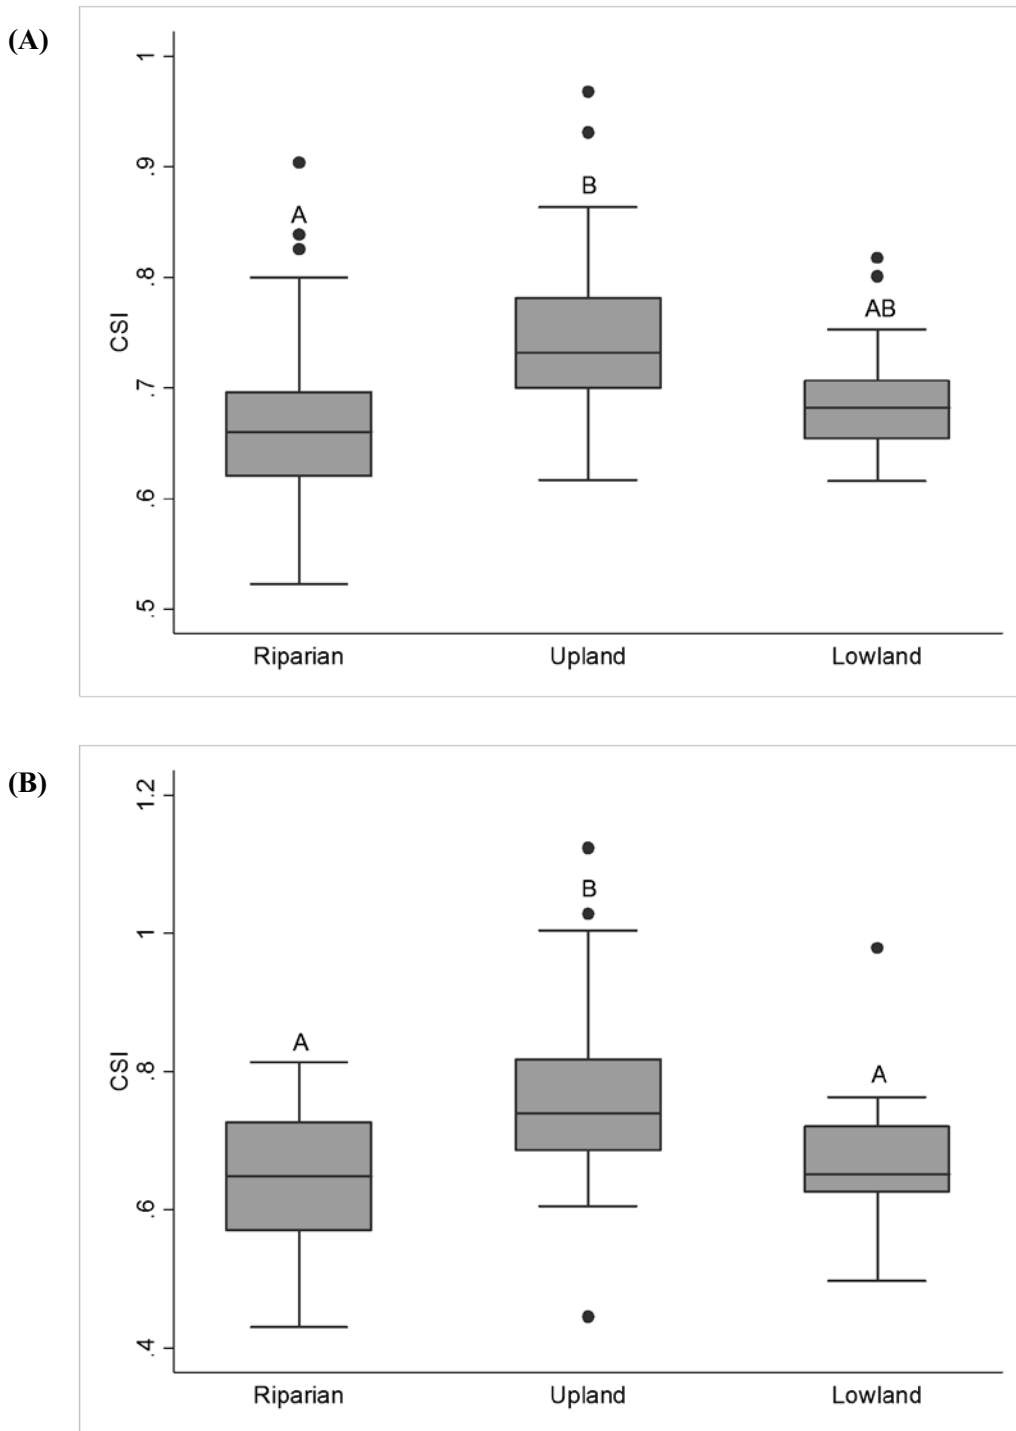 (A)
1
.9
.8
.7
.6
.5
CSI
A
B
AB
Riparian Upland Lowland
(B)
1.2
1
.8
.6
.4
CSI
A
B
A
Riparian Upland Lowland